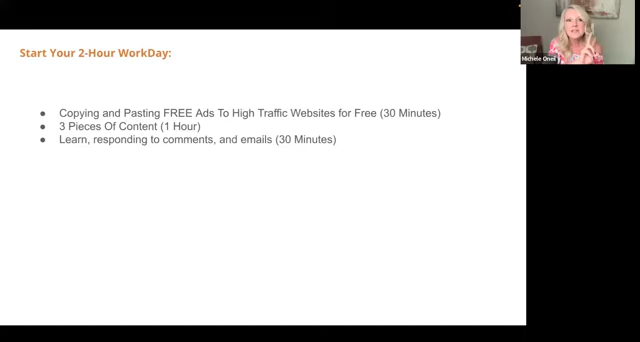 Start Your 2-Hour WorkDay:
Michele Oneil
● Copying and Pasting FREE Ads To High Traffic Websites for Free (30 Minutes)
● 3 Pieces Of Content (1 Hour)
● Learn, responding to comments, and emails (30 Minutes)